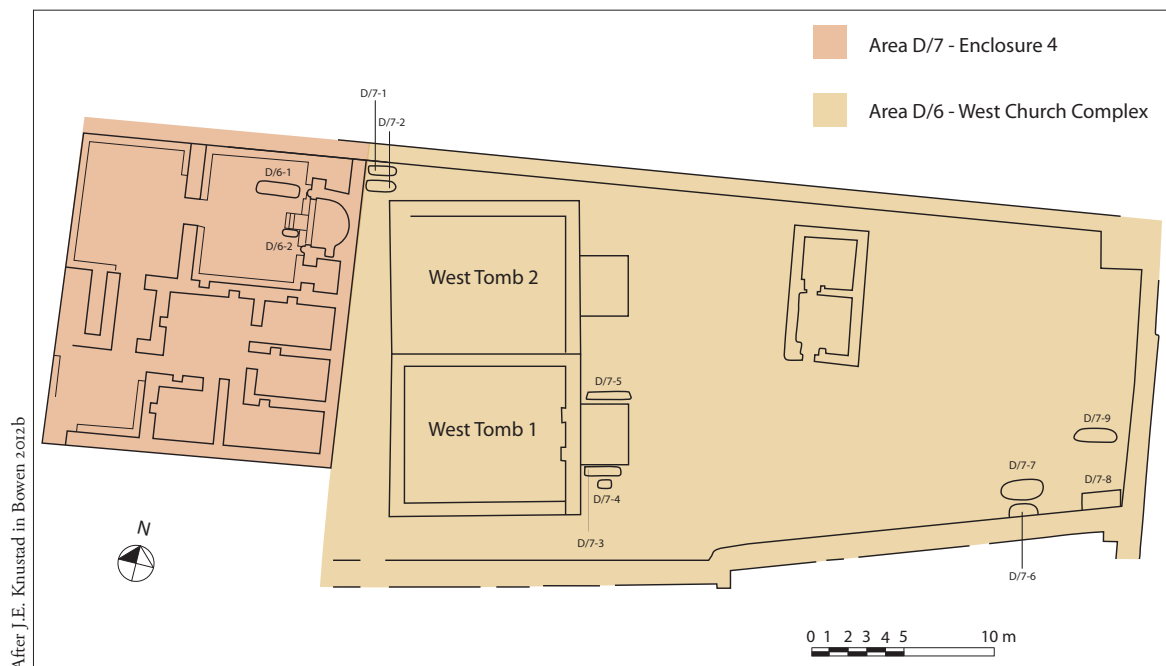 Area D/7 - Enclosure 4
Area D/6 - West Church Complex
D/7-1
D/7-2
D/6-1
D/6-2
West Tomb 2
West Tomb 1
D/7-5
D/7-9
D/7-7
D/7-8
D/7-4
D/7-3
D/7-6
N
0 1 2 3 4 5 10 m
After J.E. Knustad in Bowen 2012b